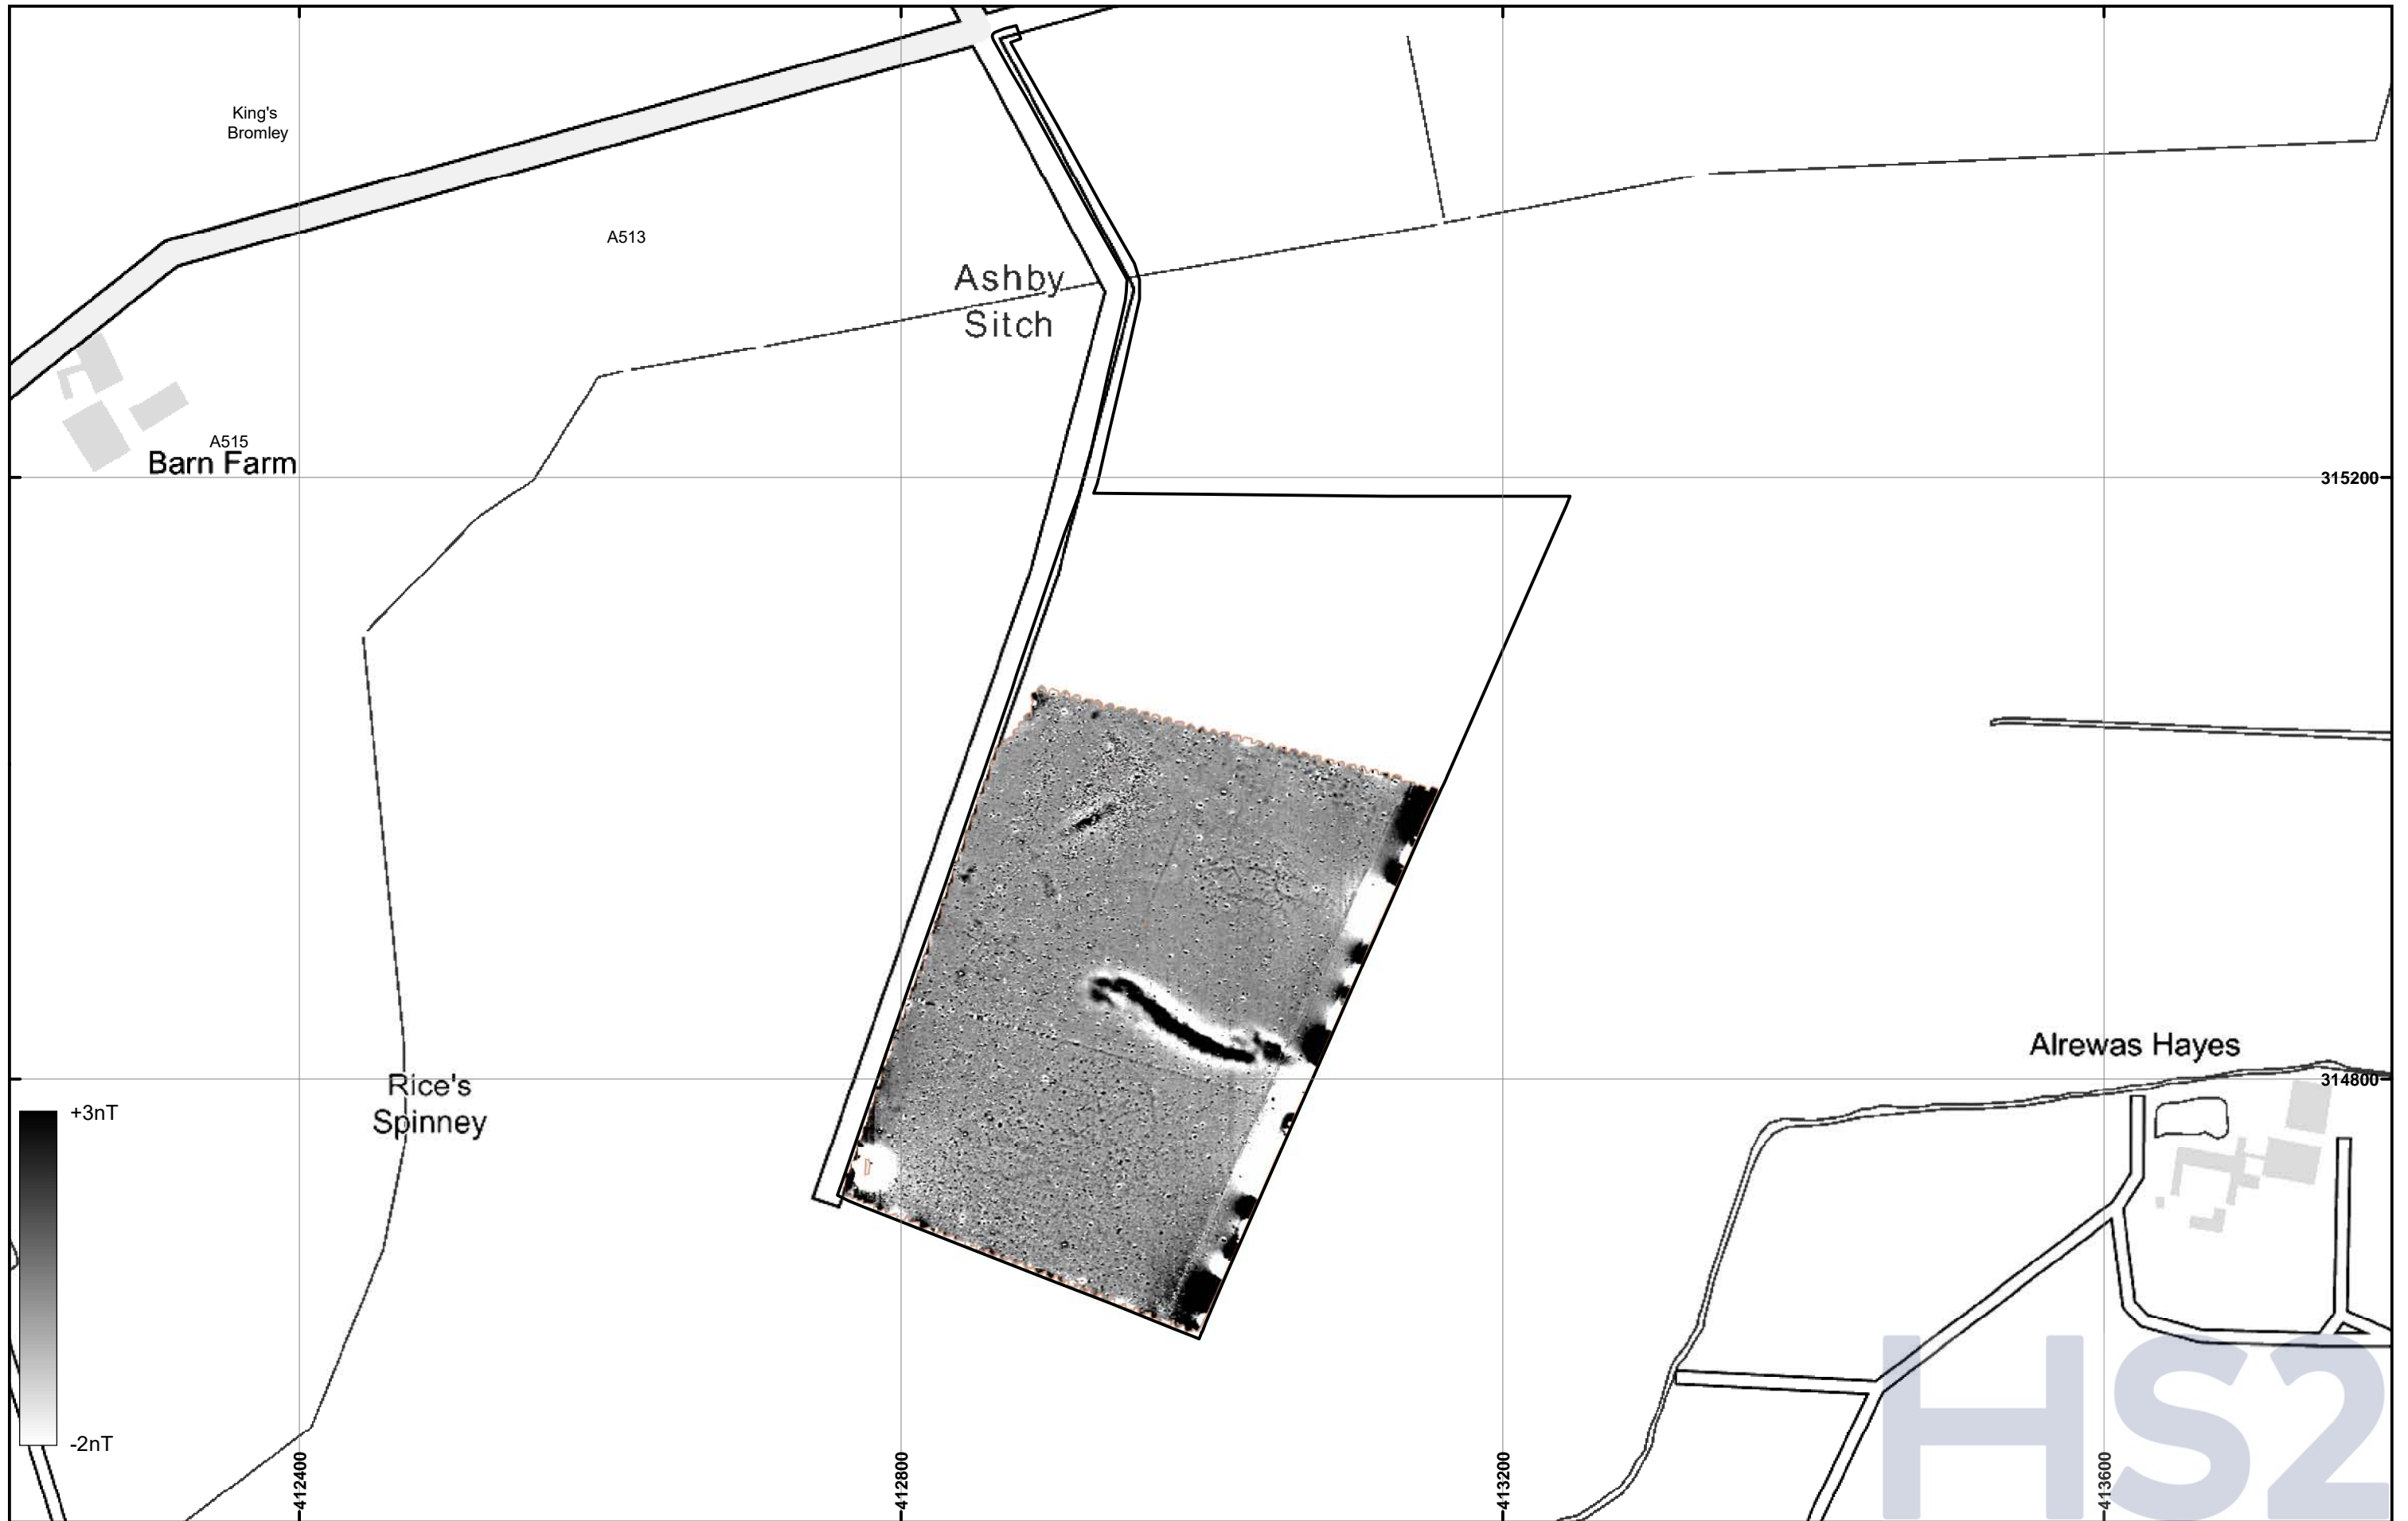 King's
Bromley
A513
Ashby
Sitch
A515
Barn Farm
315200
Alrewas Hayes
314800
Rice's
Spinney
+3nT
-2nT
412400
412800
413200
413600
HS2